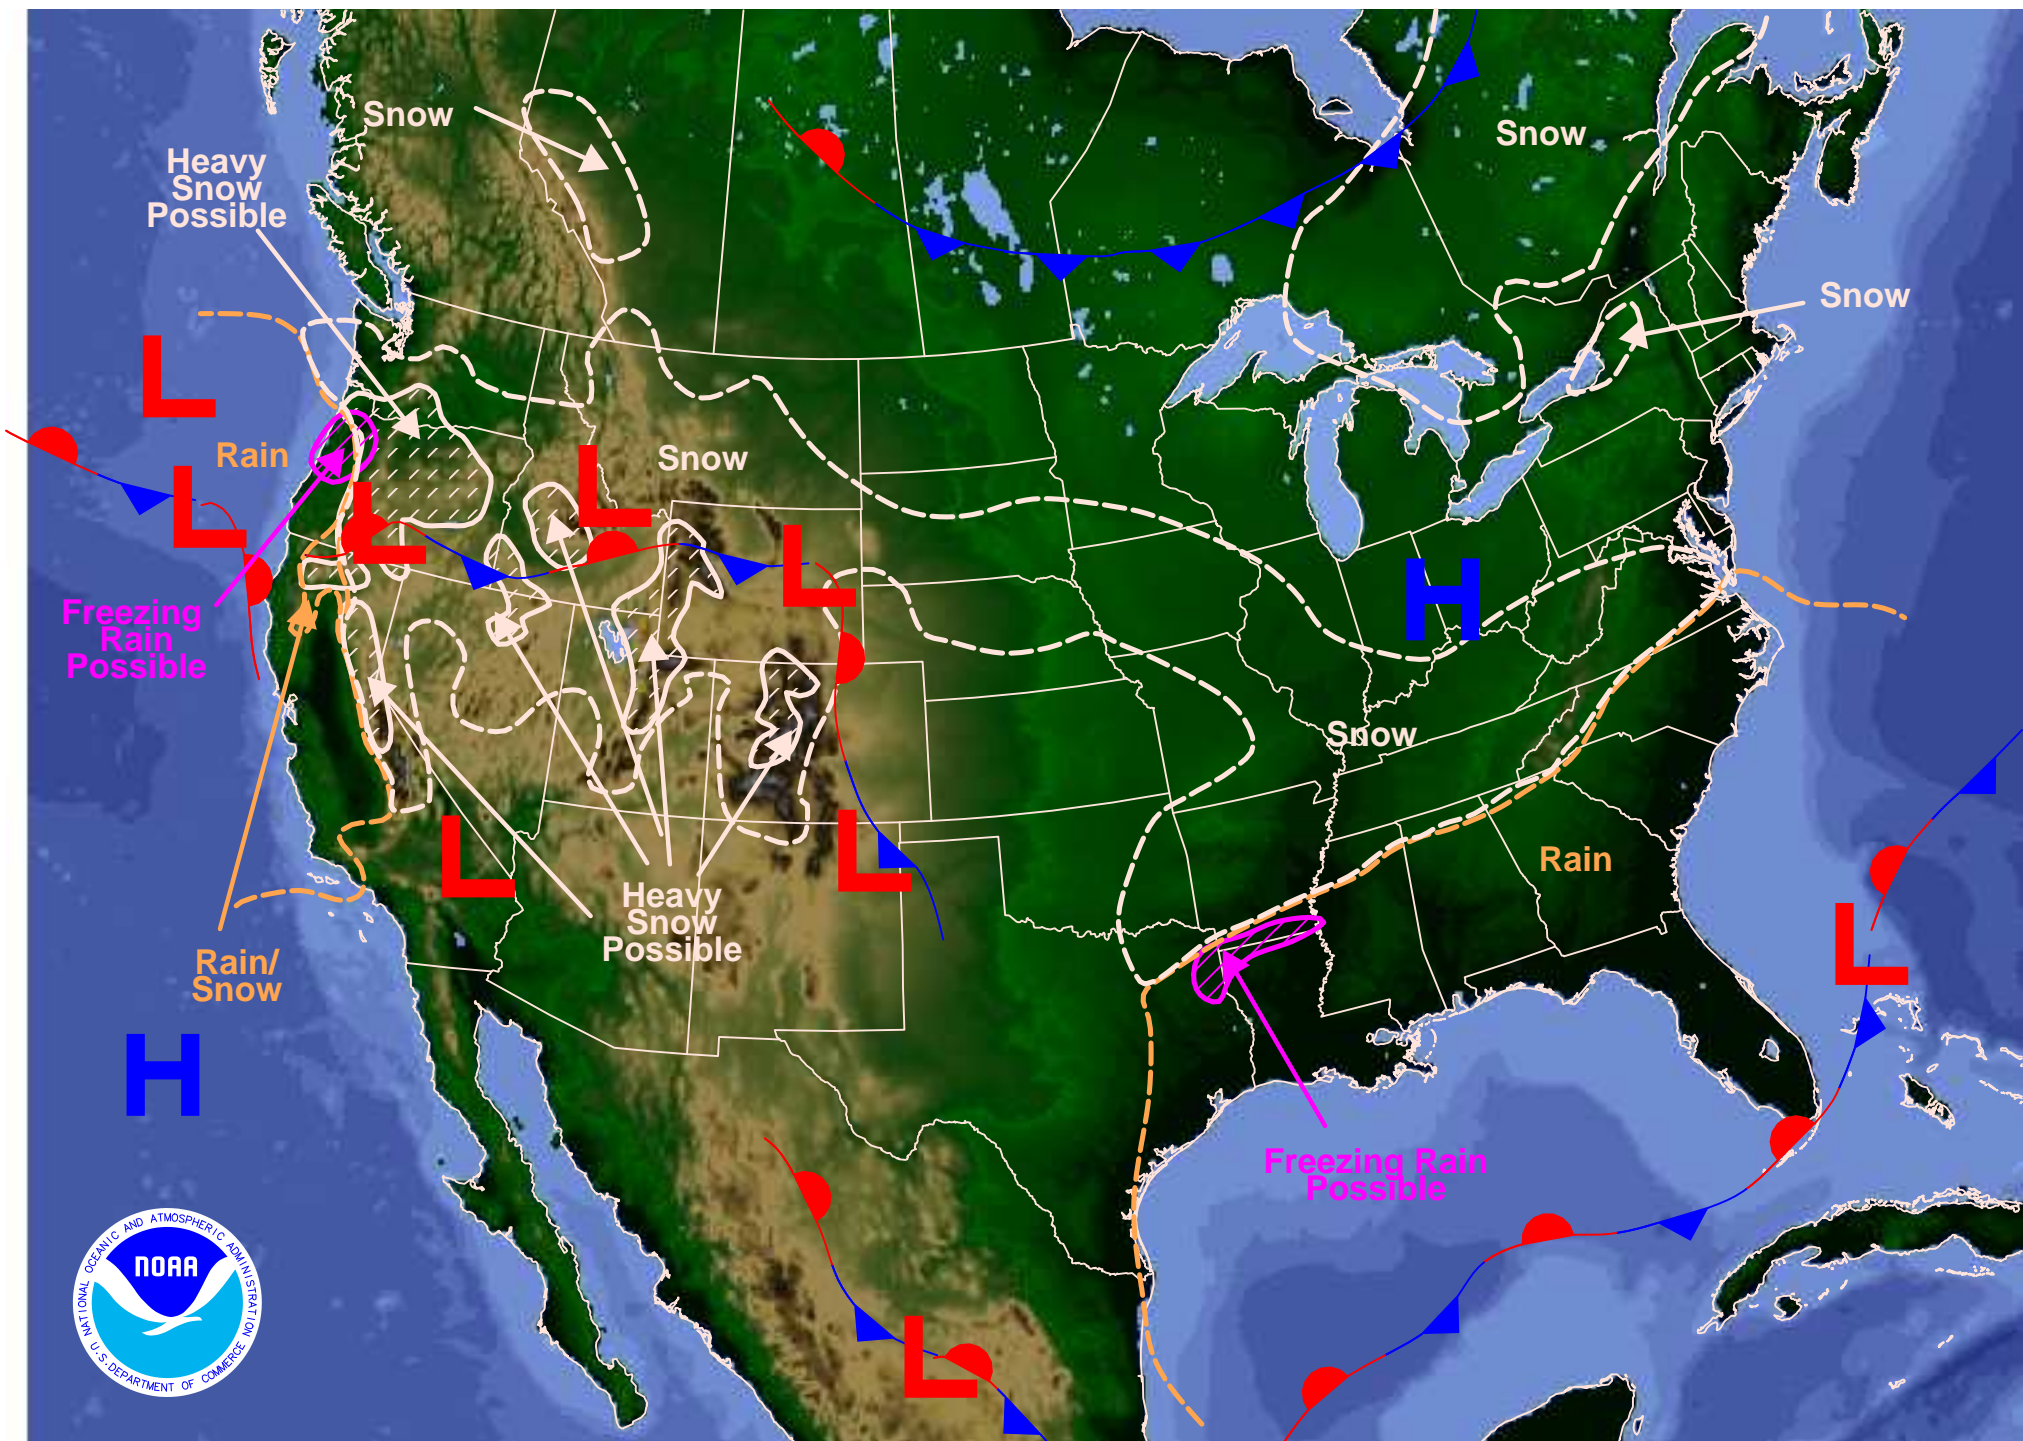 Snow
Snow
Heavy
Snow
Possible
Snow
L
Rain
Snow
L
L
L
L
H
Freezing
Rain
Possible
Snow
Rain
L
L
Heavy
Snow
Possible
L
Rain/
Snow
H
Freezing Rain
Possible
L
NOAA
NATIONAL OCEANIC AND ATMOSPHERIC ADMINISTRATION
U.S. DEPARTMENT OF COMMERCE